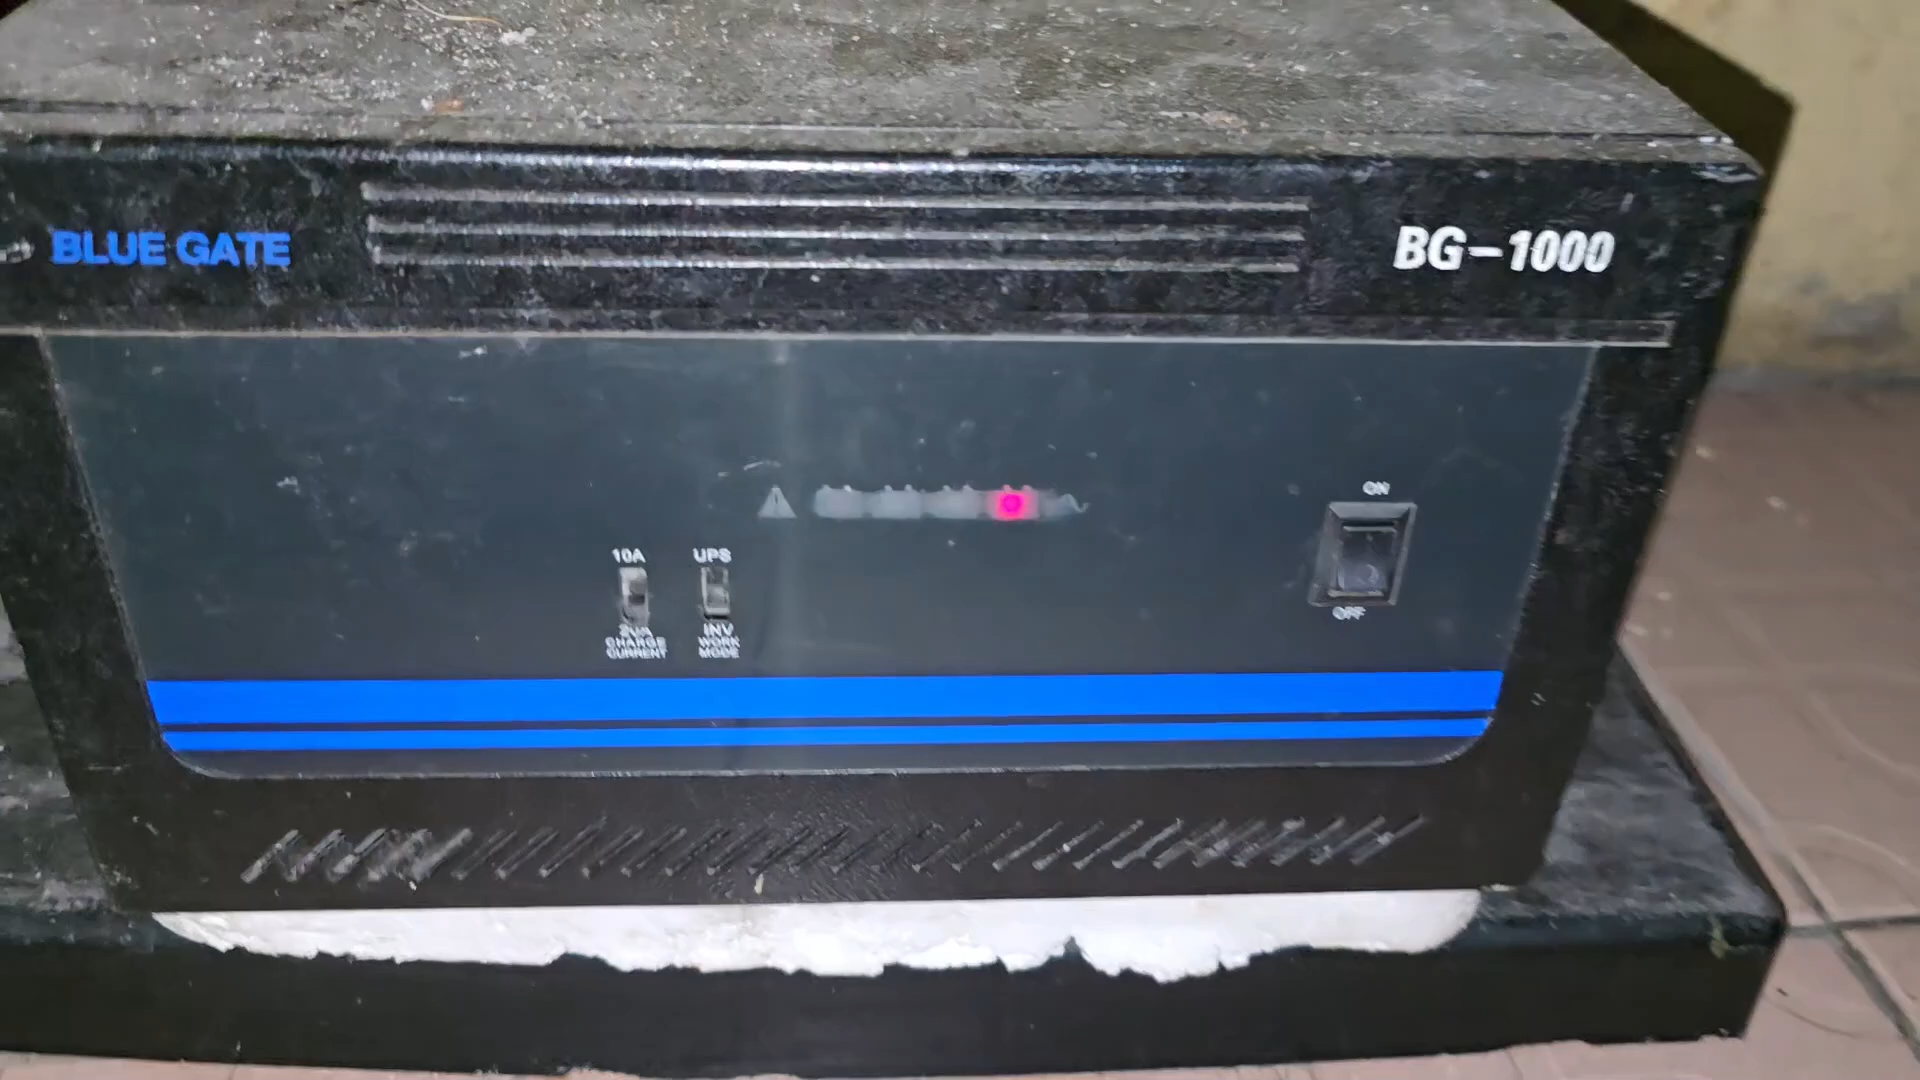 BLUE GATE
BG-1000
ON
10A
UPS
OFF
INV
CHARGE
WORK
CURRENT
MODE